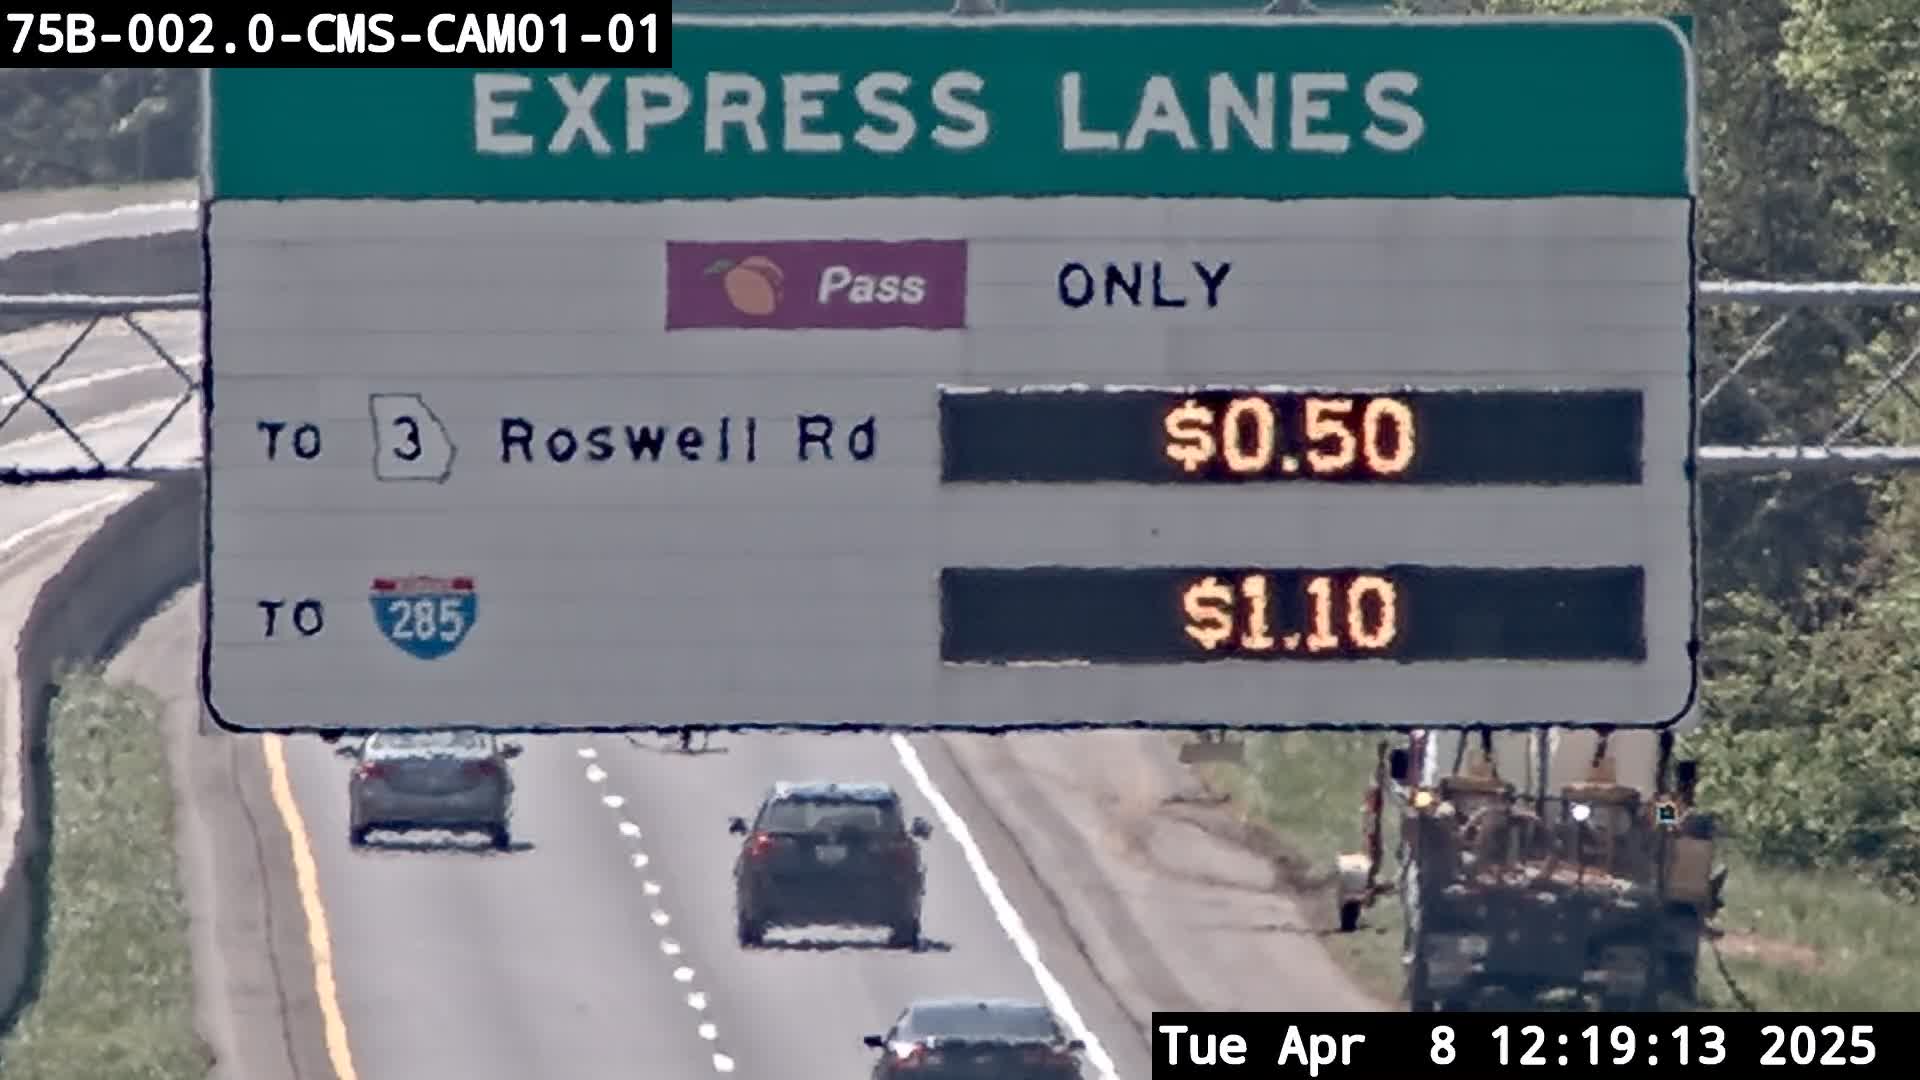 75B-002.0-CMS-CAM01-01
EXPRESS LANES
Pass ONLY
TO 3 Roswell Rd $0.50
TO 285 $1.10
Tue Apr 8 12:19:13 2025